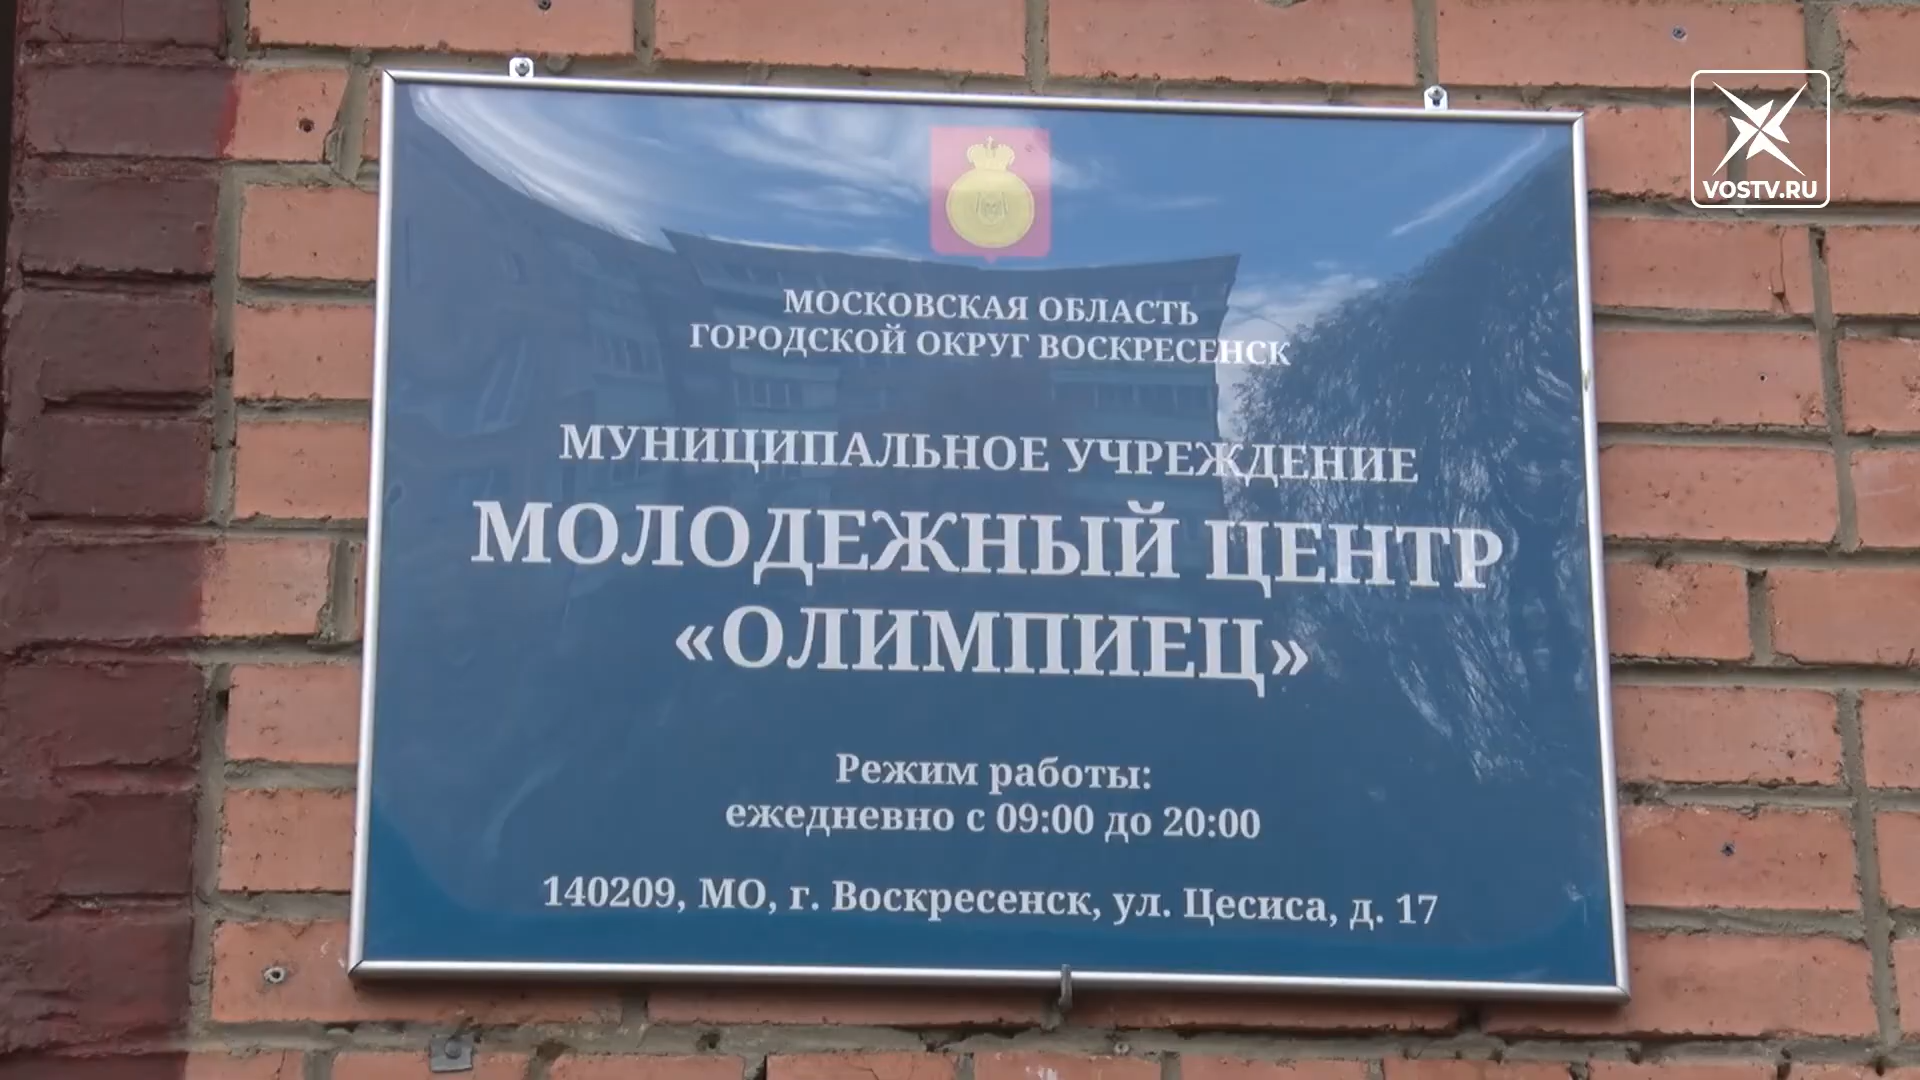 VOSTV.RU
МОСКОВСКАЯ ОБЛАСТЬ
ГОРОДСКОЙ ОКРУГ ВОСКРЕСЕНСК
МУНИЦИПАЛЬНОЕ УЧРЕЖДЕНИЕ
МОЛОДЕЖНЫЙ ЦЕНТР
«ОЛИМПИЕЦ»
Режим работы:
ежедневно с 09:00 до 20:00
140209, МО, г. Воскресенск, ул. Цесиса, д. 17